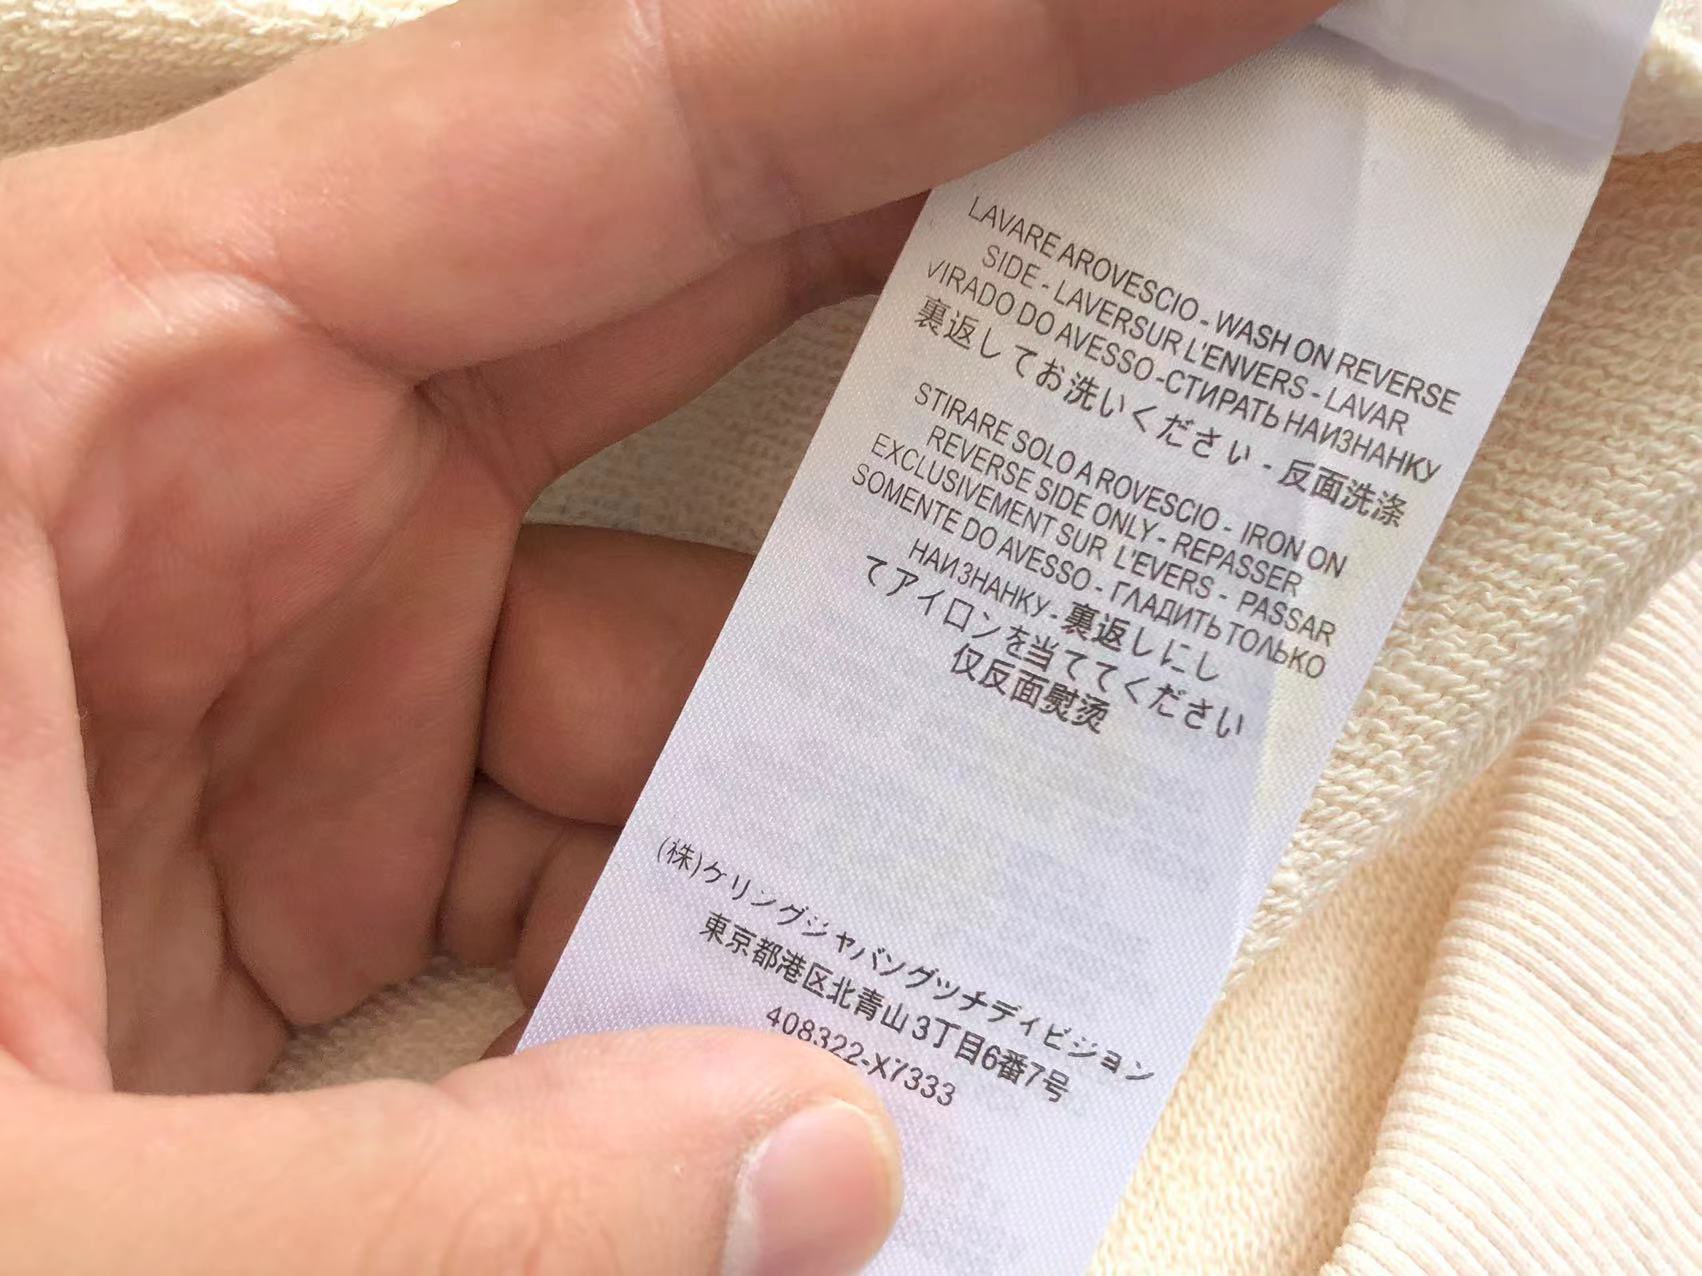 LAVARE AROVESCIO - WASH ON REVERSE
SIDE - LAVERSUR L'ENVERS - LAVAR
VIRADO DO AVESSO -СТИРАТЬ НАИЗНАНКУ
裏返してお洗いください - 反面洗涤
STIRARE SOLO A ROVESCIO - IRON ON
REVERSE SIDE ONLY - REPASSER
EXCLUSIVEMENT SUR L'EVERS - PASSAR
SOMENTE DO AVESSO - ГЛАДИТЬ ТОЛЬКО
НАИЗНАНКУ - 裏返しにし
てアイロンを当ててください
仅反面熨烫
(株)ケリングジャパングッチディビジョン
東京都港区北青山3丁目6番7号
408322-X7333